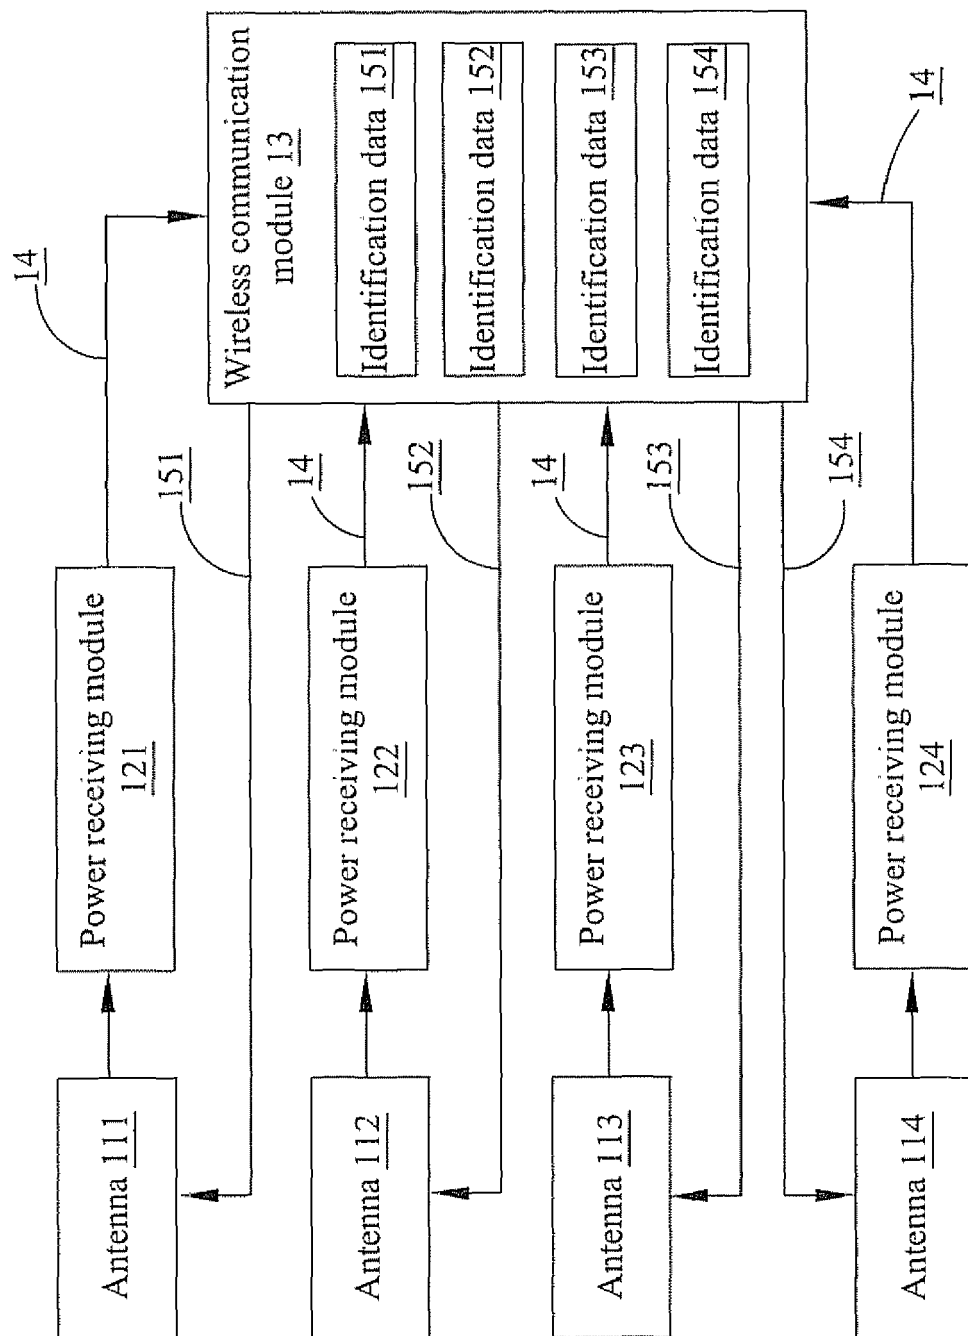 Antenna 111
Power receiving module
121
14
151
Antenna 112
Power receiving module
122
14
152
Antenna 113
Power receiving module
123
14
153
154
Antenna 114
Power receiving module
124
14
Wireless communication
module 13
Identification data 151
Identification data 152
Identification data 153
Identification data 154